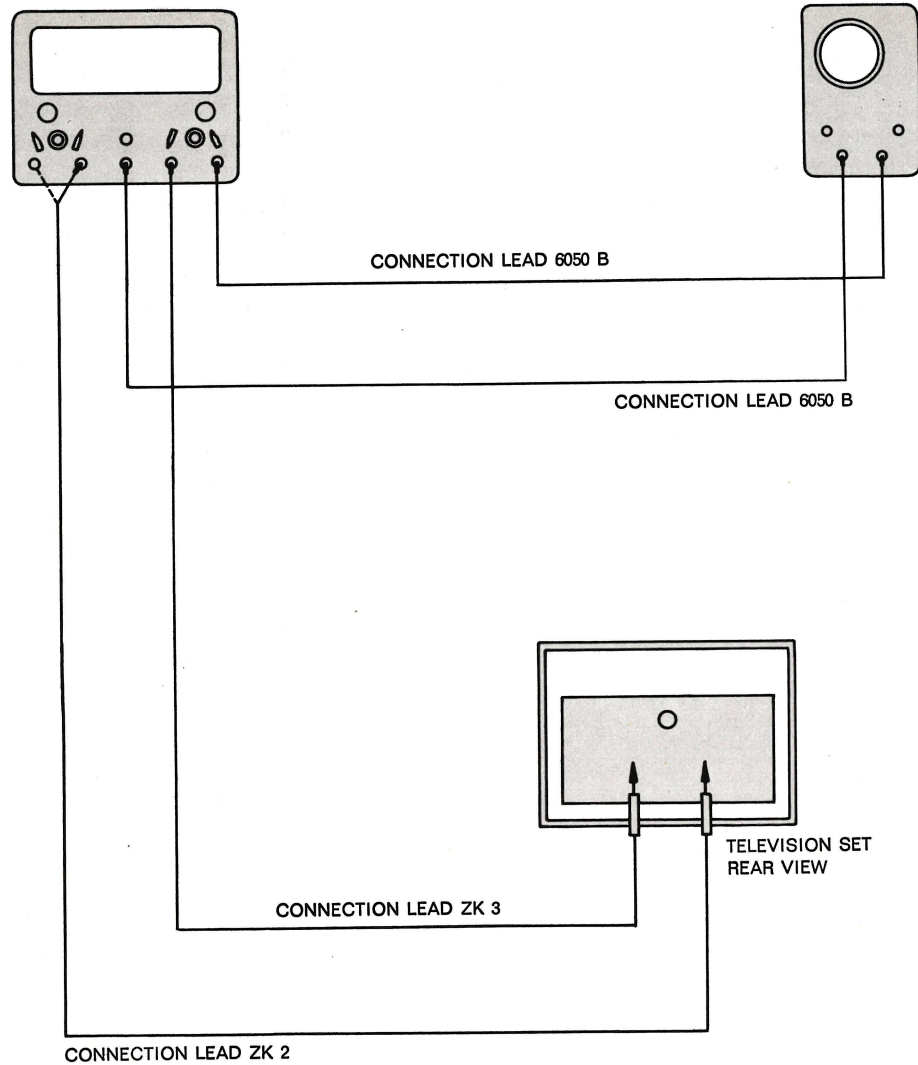 CONNECTION LEAD 6050 B
CONNECTION LEAD 6050 B
TELEVISION SET
REAR VIEW
CONNECTION LEAD ZK 3
CONNECTION LEAD ZK 2